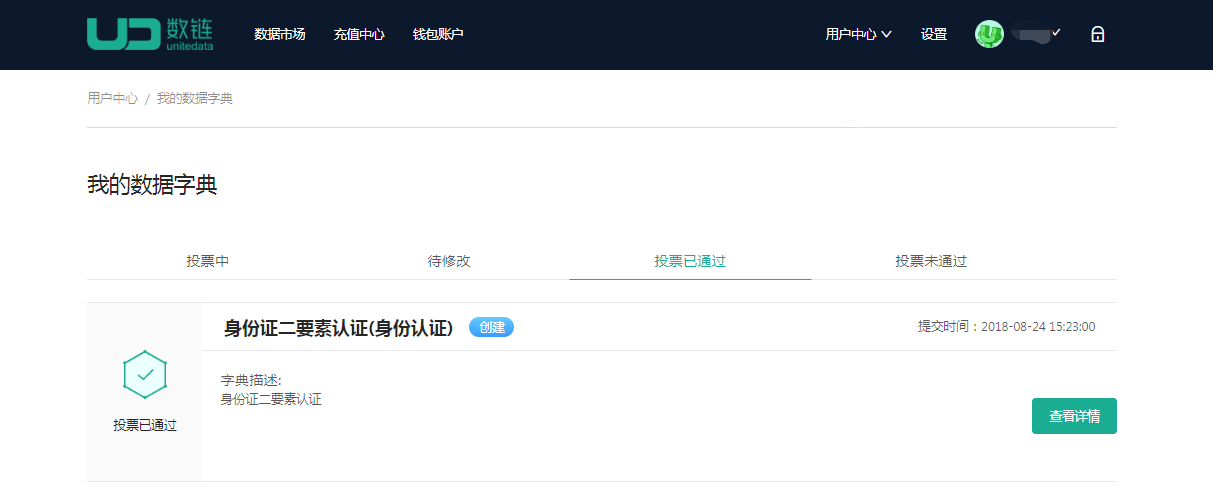 数链
unitedata
数据市场 充值中心 钱包账户 用户中心 设置
用户中心 / 我的数据字典
我的数据字典
投票中 待修改 投票已通过 投票未通过
身份证二要素认证(身份认证) 创建 提交时间：2018-08-24 15:23:00
字典描述:
身份证二要素认证
投票已通过
查看详情